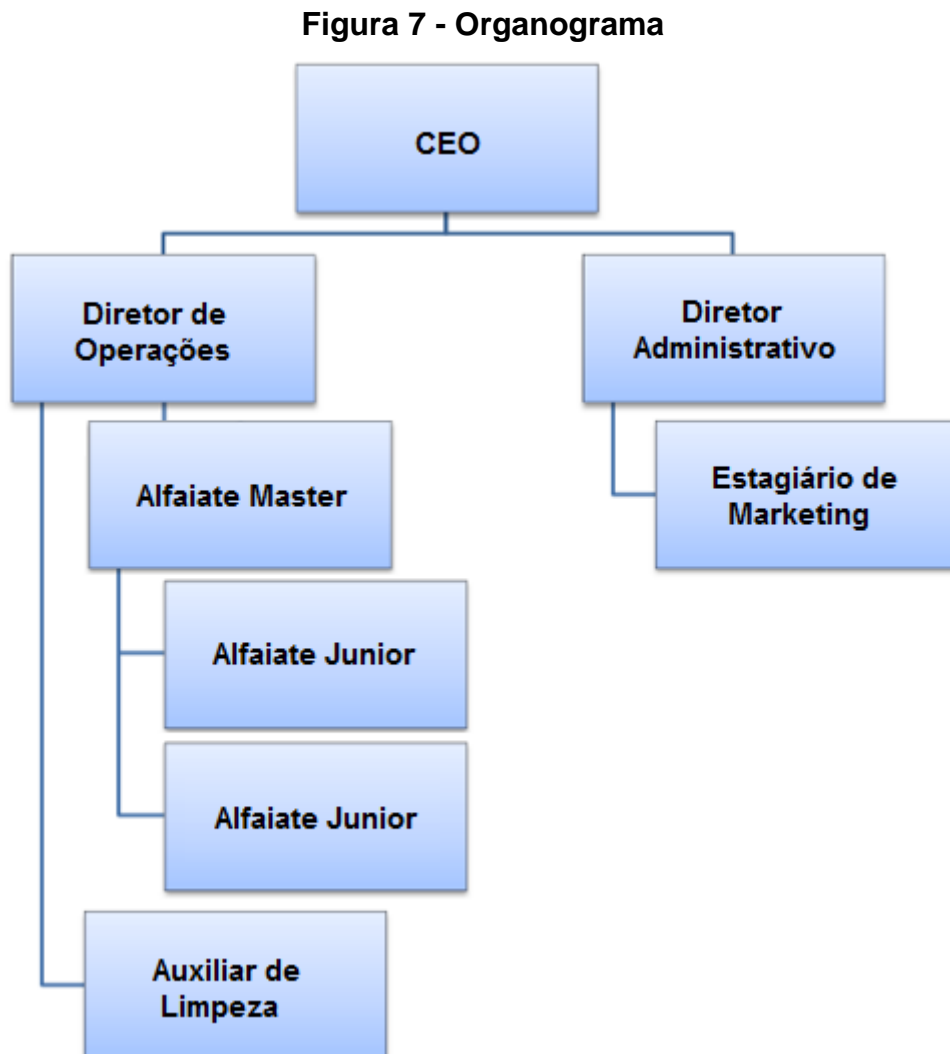 Figura 7 - Organograma
CEO
Diretor de
Operações
Diretor
Administrativo
Alfaiate Master
Estagiário de
Marketing
Alfaiate Junior
Alfaiate Junior
Auxiliar de
Limpeza